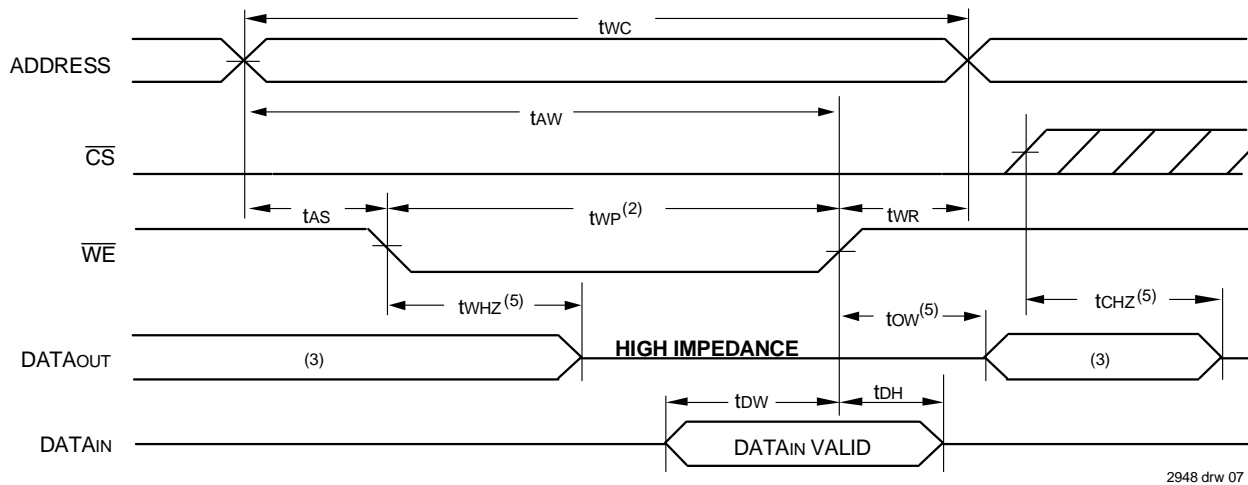 tWC
ADDRESS
tAW
CS
tAS
tWP(2)
tWR
WE
tWHZ(5)
tOW(5)
tCHZ(5)
DATAOUT
(3)
HIGH IMPEDANCE
(3)
tDW
tDH
DATAIN
DATAIN VALID
2948 drw 07